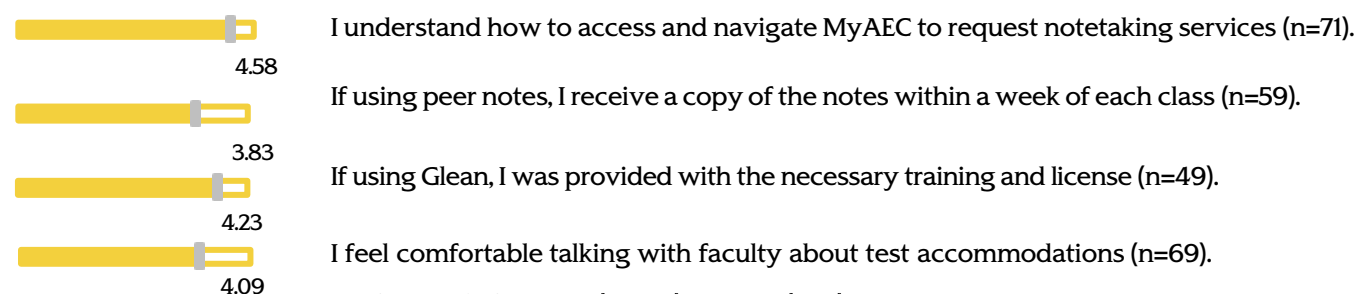 I understand how to access and navigate MyAEC to request notetaking services (n=71).
4.58
If using peer notes, I receive a copy of the notes within a week of each class (n=59).
3.83
If using Glean, I was provided with the necessary training and license (n=49).
4.23
I feel comfortable talking with faculty about test accommodations (n=69).
4.09